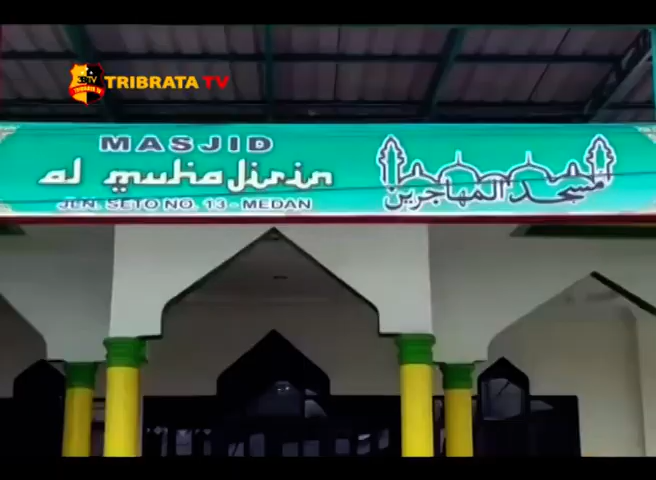 TRIBRATA TV
MASJID
al muhajirin
JLN. SETO NO. 13 - MEDAN
مسجد المهاجرين